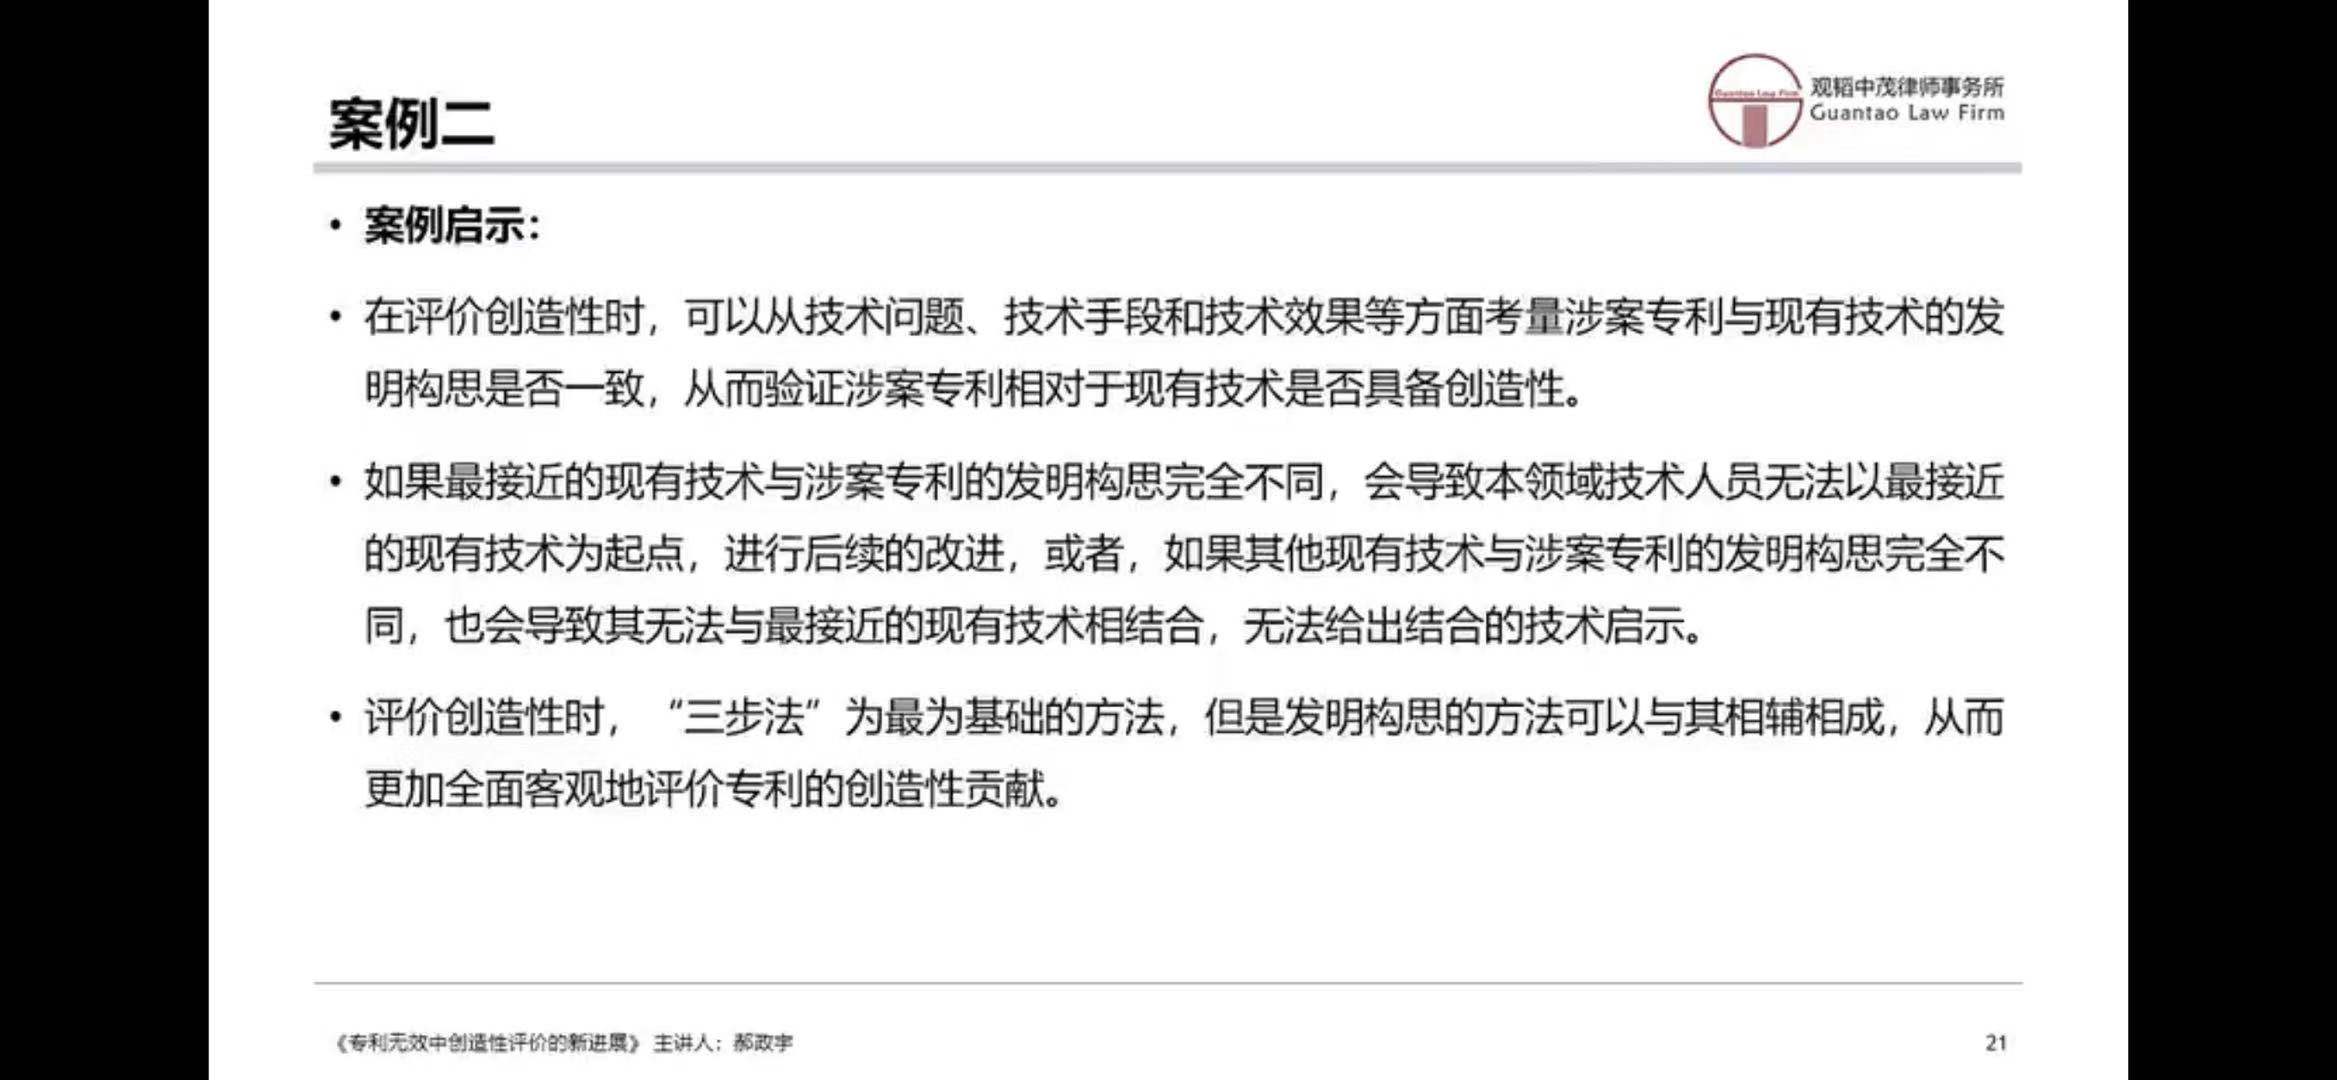 案例二
Guantao Law Firm
观韬中茂律师事务所
Guantao Law Firm
• 案例启示：
• 在评价创造性时，可以从技术问题、技术手段和技术效果等方面考量涉案专利与现有技术的发
明构思是否一致，从而验证涉案专利相对于现有技术是否具备创造性。
• 如果最接近的现有技术与涉案专利的发明构思完全不同，会导致本领域技术人员无法以最接近
的现有技术为起点，进行后续的改进，或者，如果其他现有技术与涉案专利的发明构思完全不
同，也会导致其无法与最接近的现有技术相结合，无法给出结合的技术启示。
• 评价创造性时，“三步法”为最为基础的方法，但是发明构思的方法可以与其相辅相成，从而
更加全面客观地评价专利的创造性贡献。
《专利无效中创造性评价的新进展》 主讲人：郝政宇
21